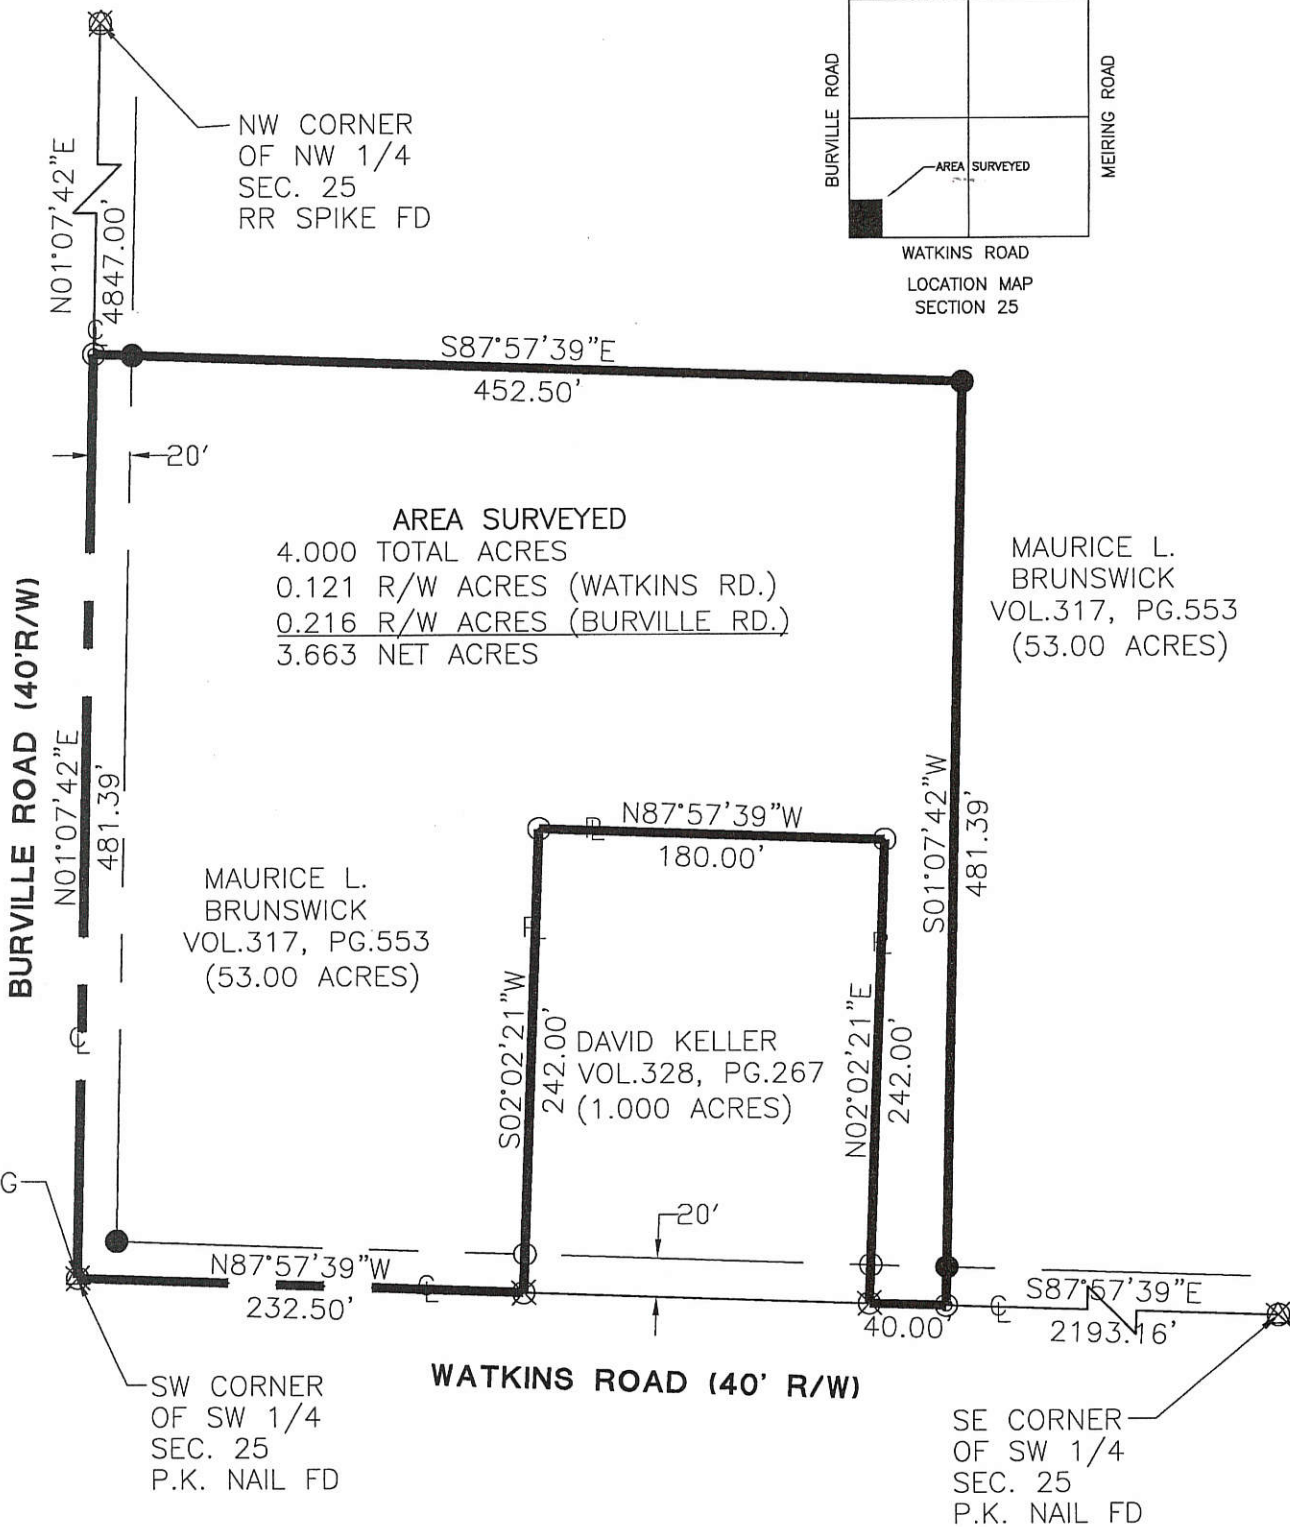 NW CORNER
OF NW 1/4
SEC. 25
RR SPIKE FD
N01°07'42"E
4847.00'
BURVILLE ROAD
MEIRING ROAD
AREA SURVEYED
WATKINS ROAD
LOCATION MAP
SECTION 25
CL
S87°57'39"E
452.50'
20'
AREA SURVEYED
4.000 TOTAL ACRES
0.121 R/W ACRES (WATKINS RD.)
0.216 R/W ACRES (BURVILLE RD.)
3.663 NET ACRES
MAURICE L.
BRUNSWICK
VOL.317, PG.553
(53.00 ACRES)
BURVILLE ROAD (40'R/W)
N01°07'42"E
481.39'
S01°07'42"W
481.39'
N87°57'39"W
PL
180.00'
MAURICE L.
BRUNSWICK
VOL.317, PG.553
(53.00 ACRES)
PL
PL
S02°02'21"W
242.00'
DAVID KELLER
VOL.328, PG.267
(1.000 ACRES)
N02°02'21"E
242.00'
CL
G
20'
N87°57'39"W
CL
232.50'
40.00'
CL
S87°57'39"E
2193.16'
WATKINS ROAD (40' R/W)
SW CORNER
OF SW 1/4
SEC. 25
P.K. NAIL FD
SE CORNER
OF SW 1/4
SEC. 25
P.K. NAIL FD